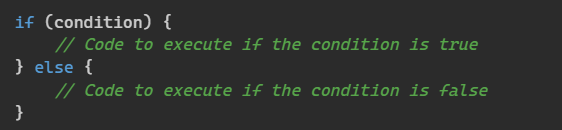 if (condition) {
    // Code to execute if the condition is true
} else {
    // Code to execute if the condition is false
}